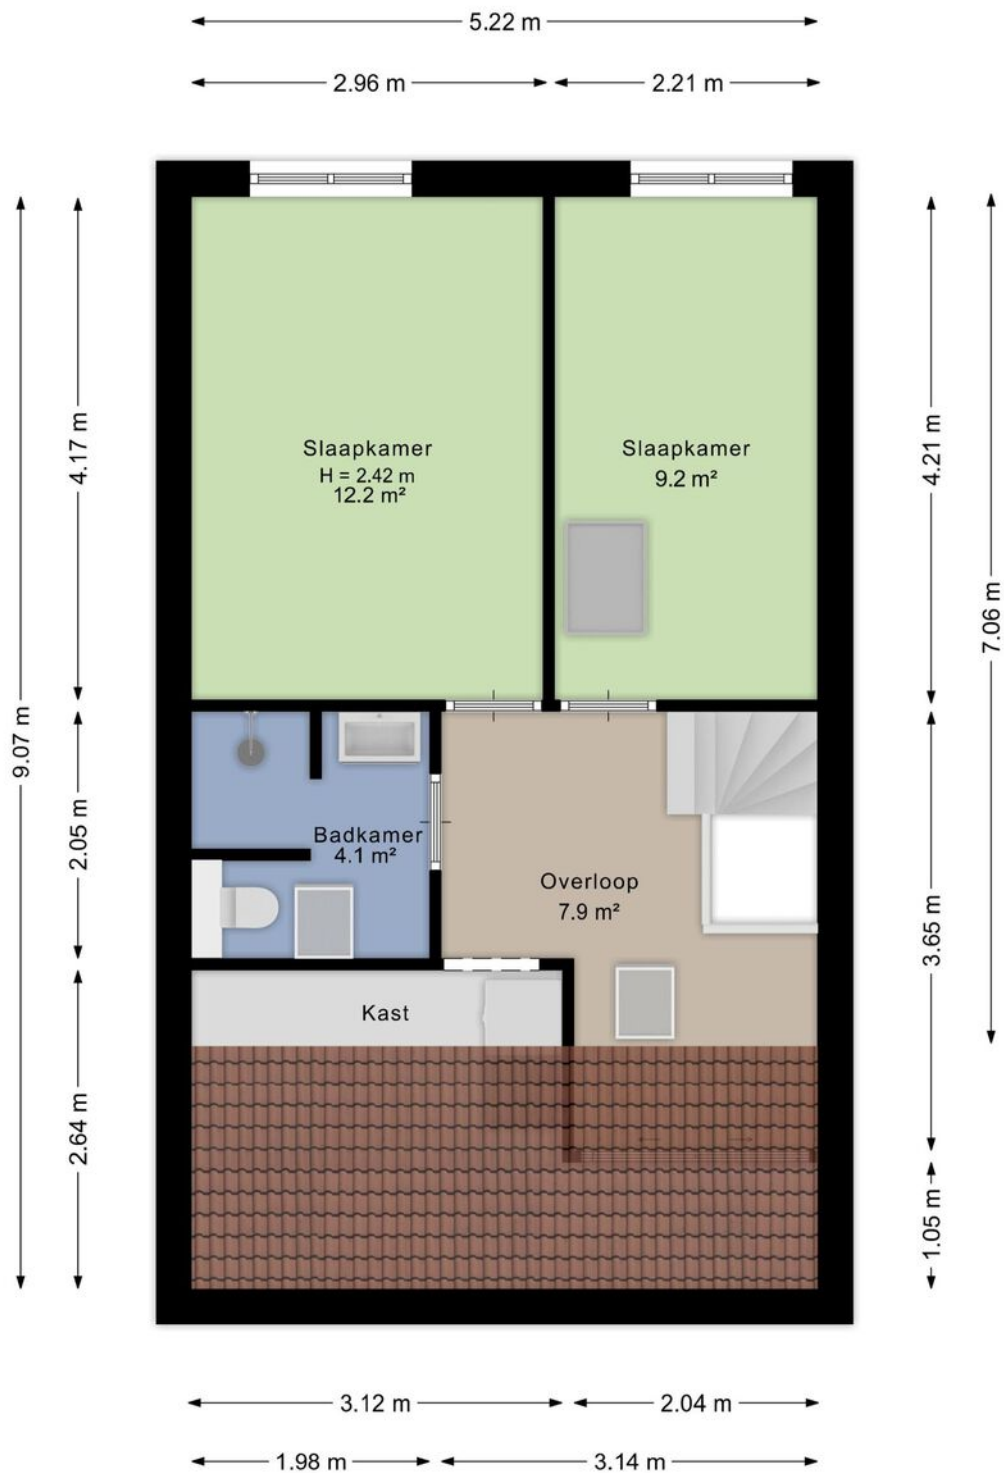 5.22 m
2.96 m
2.21 m
Slaapkamer
H = 2.42 m
12.2 m²
Slaapkamer
9.2 m²
4.17 m
4.21 m
7.06 m
9.07 m
2.05 m
Badkamer
4.1 m²
Overloop
7.9 m²
3.65 m
Kast
2.64 m
1.05 m
3.12 m
2.04 m
1.98 m
3.14 m